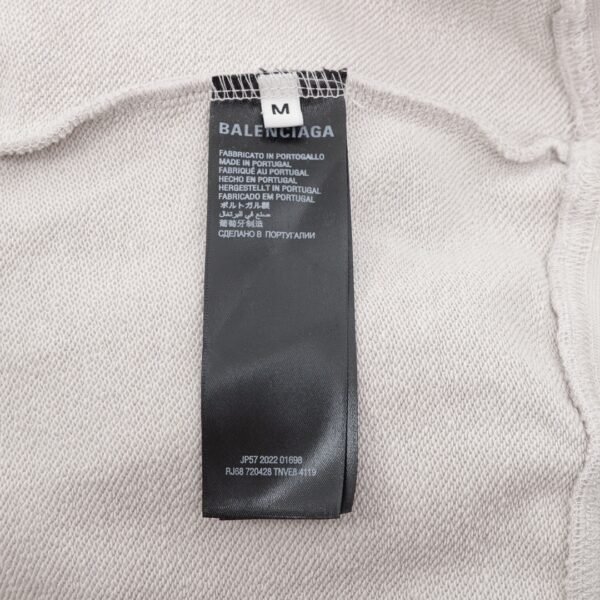 M
BALENCIAGA
FABBRICATO IN PORTOGALLO
MADE IN PORTUGAL
FABRIQUÉ AU PORTUGAL
HECHO EN PORTUGAL
HERGESTELLT IN PORTUGAL
FABRICADO EM PORTUGAL
ポルトガル製
صنع في البرتغال
葡萄牙制造
СДЕЛАНО В ПОРТУГАЛИИ
JP57 2022 01698
RJ68 720428 TNVE8 4119